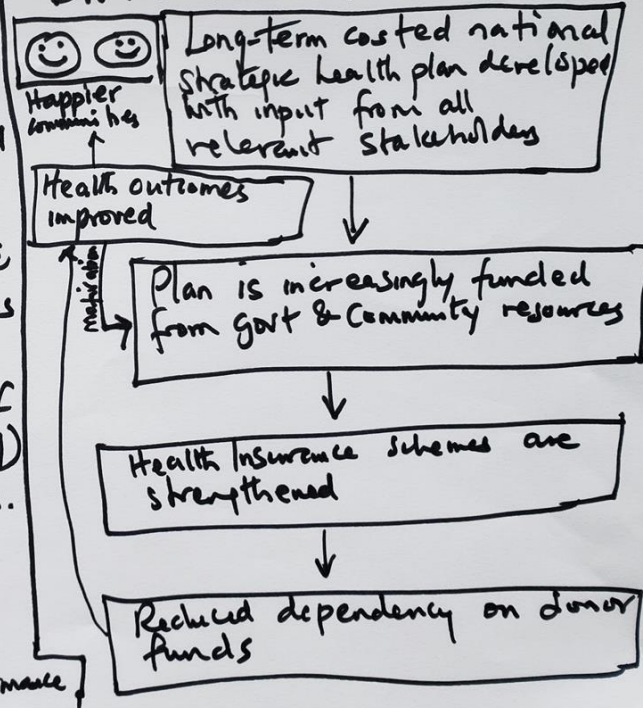 Long-term costed national
strategic health plan developed
with input from all
relevant stakeholders
Happier
communities
Health outcomes
improved
motivation
Plan is increasingly funded
from govt & Community resources
Health Insurance schemes are
strengthened
Reduced dependency on donor
funds